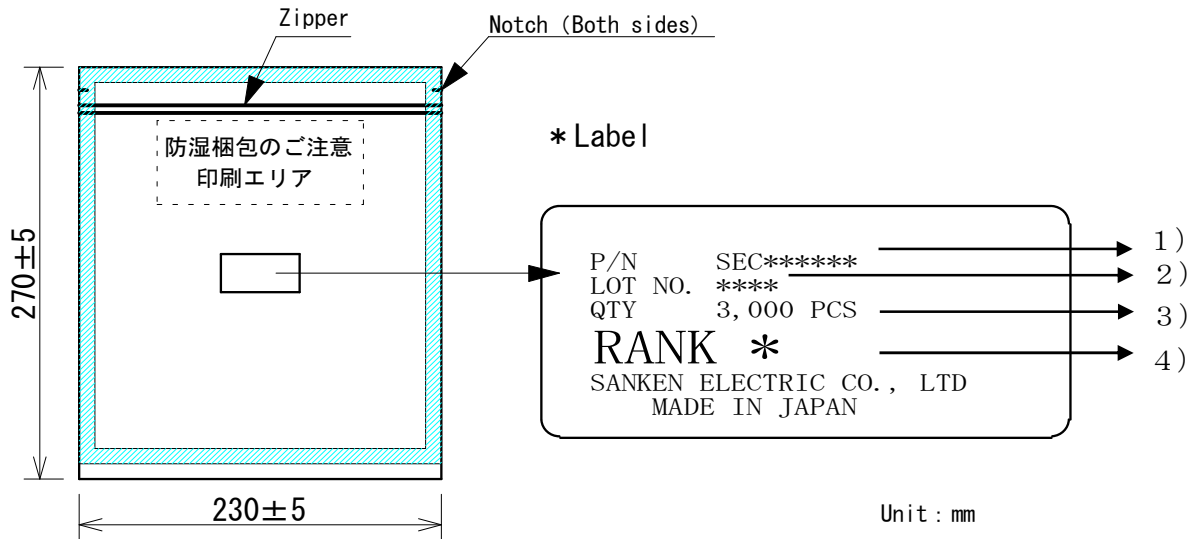 Zipper
Notch (Both sides)
防湿梱包のご注意
印刷エリア
270±5
230±5
*Label
P/N SEC******
LOT NO. ****
QTY 3,000 PCS
RANK *
SANKEN ELECTRIC CO., LTD
MADE IN JAPAN
1)
2)
3)
4)
Unit : mm